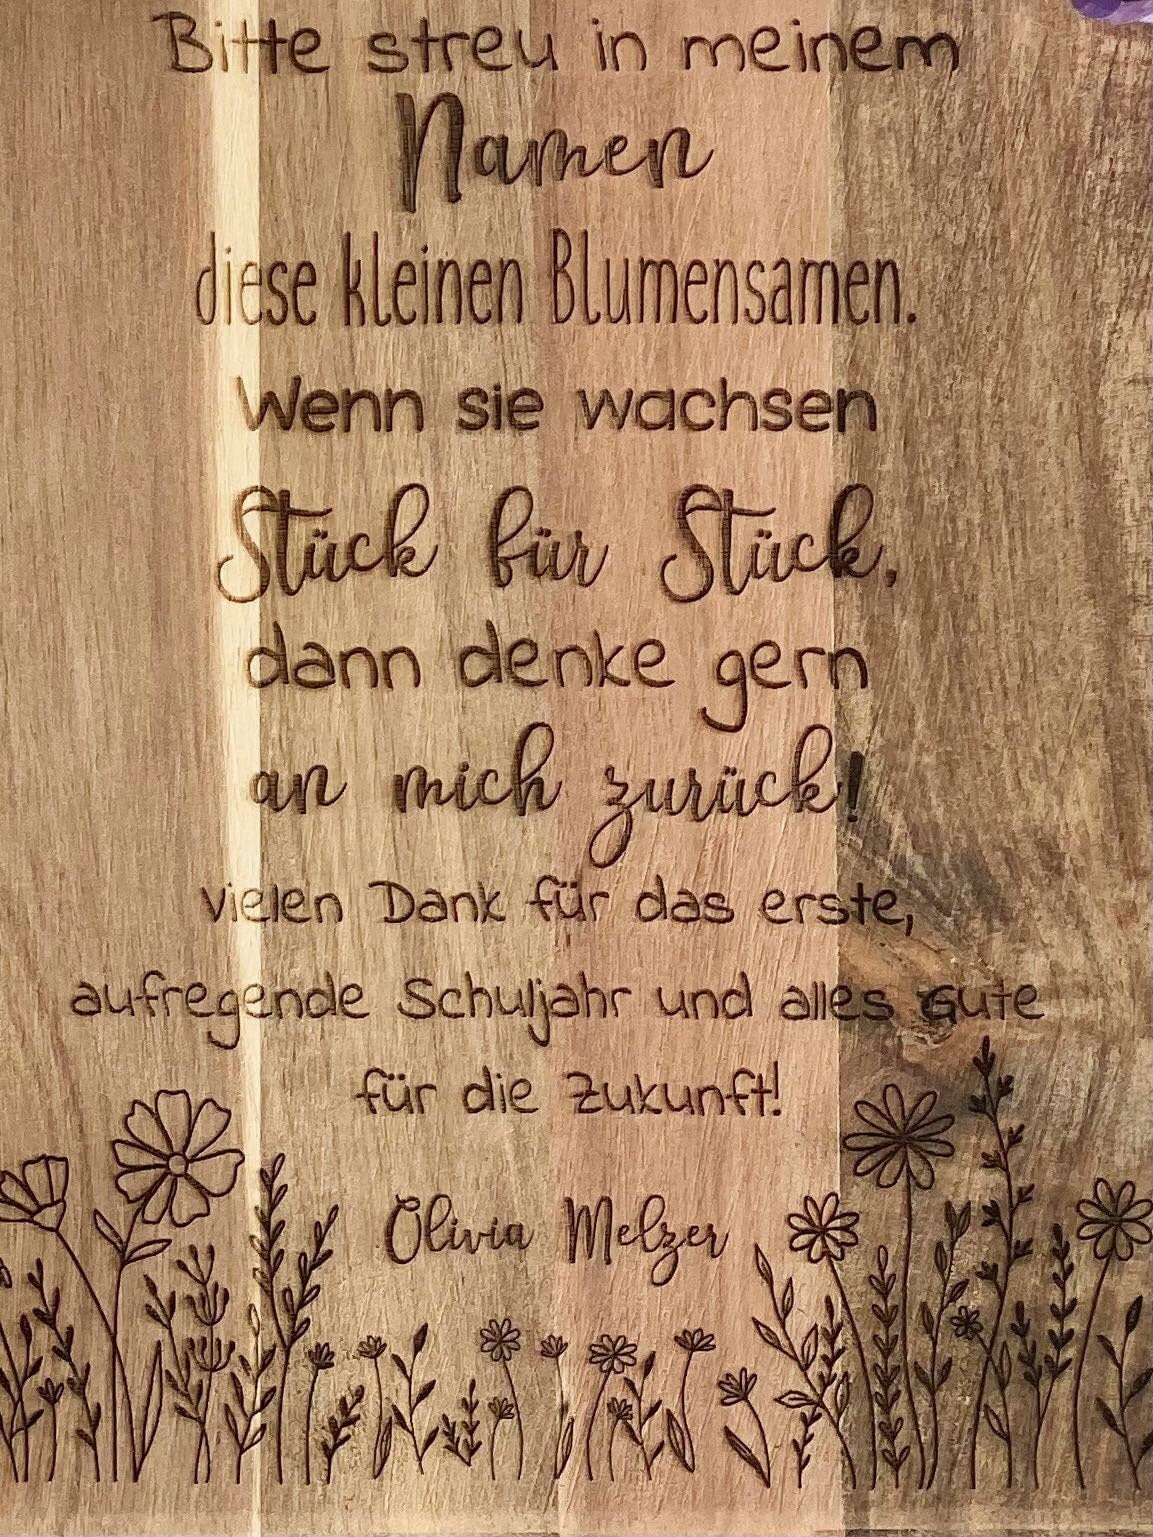 Bitte streu in meinem
Namen
diese kleinen Blumensamen.
Wenn sie wachsen
Stück für Stück,
dann denke gern
an mich zurück!
vielen Dank für das erste,
aufregende Schuljahr und alles Gute
für die Zukunft!
Olivia Melzer